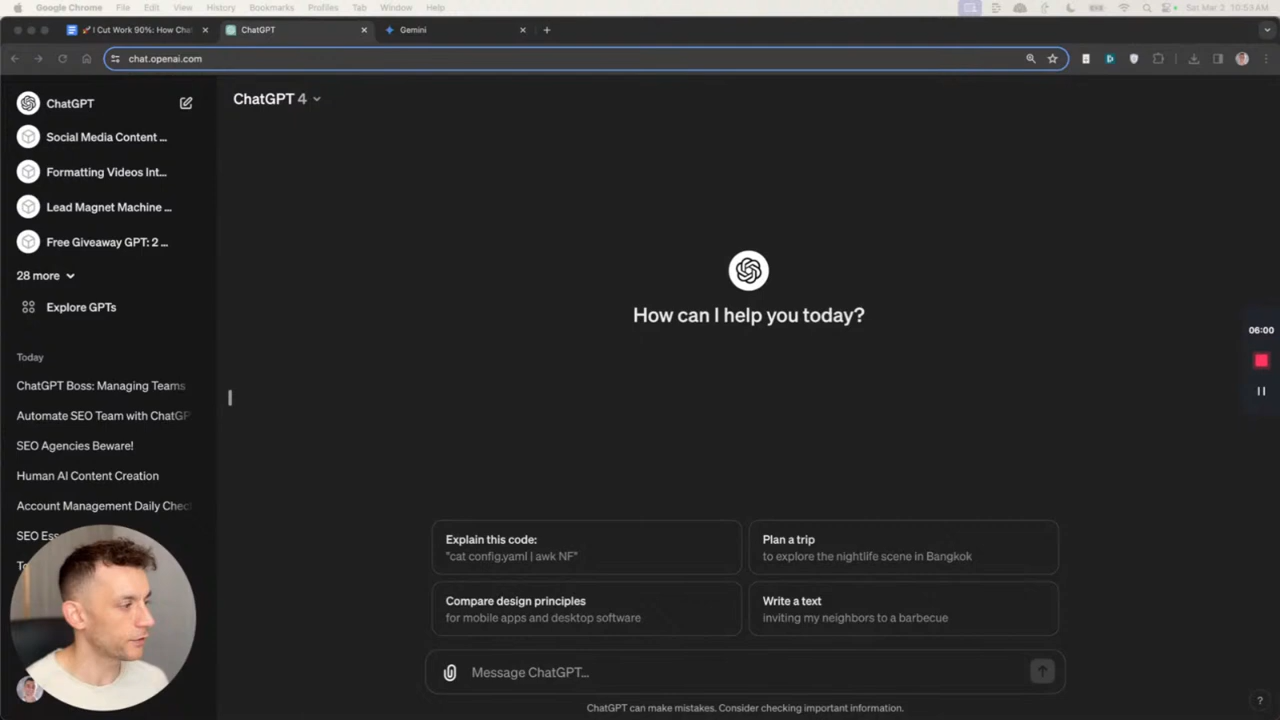 Google Chrome File Edit View History Bookmarks Profiles Tab Window Help
Sat Mar 2 10:53 AM
🚀 I Cut Work 90%: How Cha
ChatGPT
Gemini
chat.openai.com
ChatGPT
Social Media Content ...
Formatting Videos Int...
Lead Magnet Machine ...
Free Giveaway GPT: 2 ...
28 more
Explore GPTs
Today
ChatGPT Boss: Managing Teams
Automate SEO Team with ChatGP
SEO Agencies Beware!
Human AI Content Creation
Account Management Daily Chec
SEO Ess
ChatGPT 4
How can I help you today?
Explain this code:
"cat config.yaml | awk NF"
Plan a trip
to explore the nightlife scene in Bangkok
Compare design principles
for mobile apps and desktop software
Write a text
inviting my neighbors to a barbecue
Message ChatGPT...
ChatGPT can make mistakes. Consider checking important information.
?
06:00